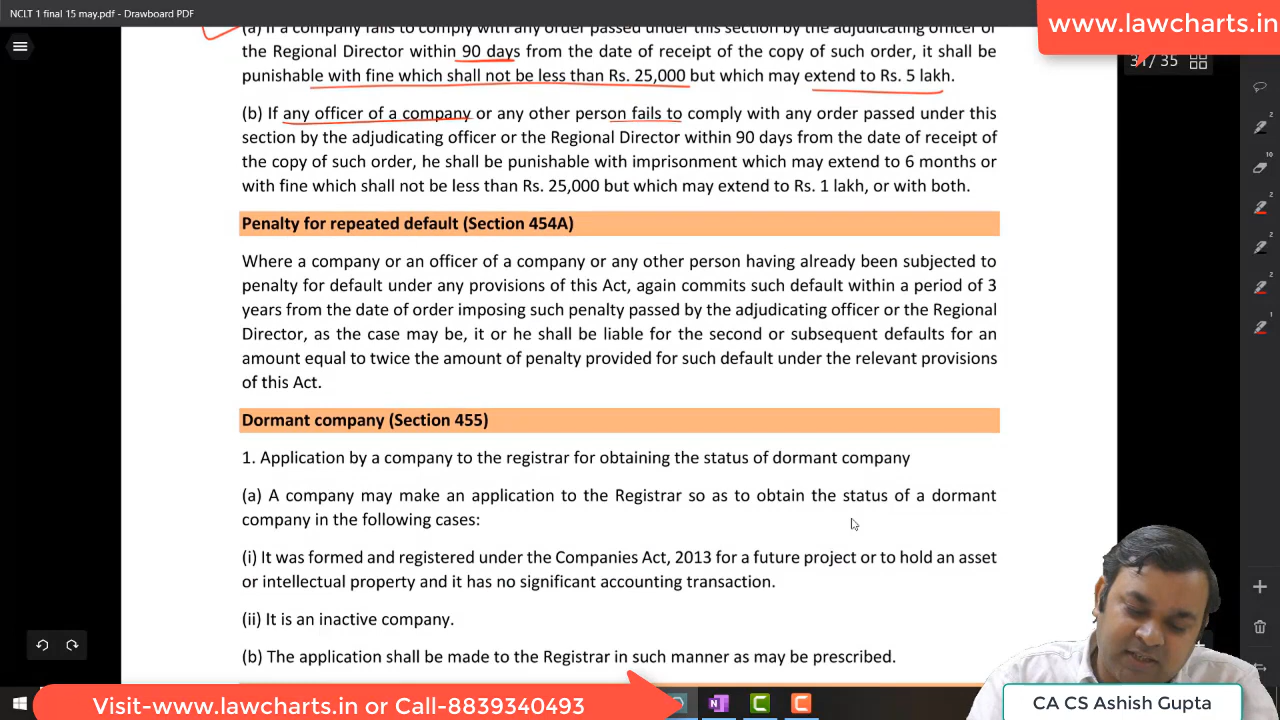 NCLT 1 final 15 may.pdf - Drawboard PDF
www.lawcharts.in
/ 35
(a) If a company fails to comply with any order passed under this section by the adjudicating officer or
the Regional Director within 90 days from the date of receipt of the copy of such order, it shall be
punishable with fine which shall not be less than Rs. 25,000 but which may extend to Rs. 5 lakh.
(b) If any officer of a company or any other person fails to comply with any order passed under this
section by the adjudicating officer or the Regional Director within 90 days from the date of receipt of
the copy of such order, he shall be punishable with imprisonment which may extend to 6 months or
with fine which shall not be less than Rs. 25,000 but which may extend to Rs. 1 lakh, or with both.
Penalty for repeated default (Section 454A)
Where a company or an officer of a company or any other person having already been subjected to
penalty for default under any provisions of this Act, again commits such default within a period of 3
years from the date of order imposing such penalty passed by the adjudicating officer or the Regional
Director, as the case may be, it or he shall be liable for the second or subsequent defaults for an
amount equal to twice the amount of penalty provided for such default under the relevant provisions
of this Act.
Dormant company (Section 455)
1. Application by a company to the registrar for obtaining the status of dormant company
(a) A company may make an application to the Registrar so as to obtain the status of a dormant
company in the following cases:
(i) It was formed and registered under the Companies Act, 2013 for a future project or to hold an asset
or intellectual property and it has no significant accounting transaction.
(ii) It is an inactive company.
(b) The application shall be made to the Registrar in such manner as may be prescribed.
2
10
2
2
2
1
Visit-www.lawcharts.in or Call-8839340493
CA CS Ashish Gupta